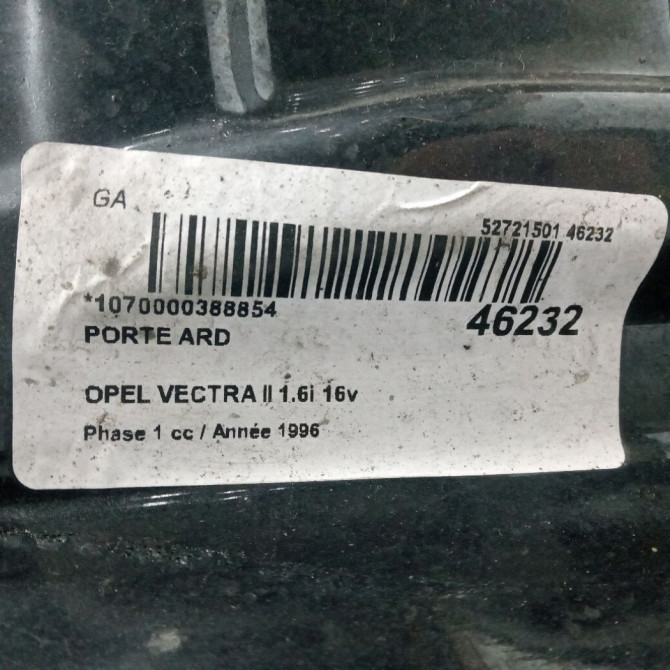 GA
52721501 46232
*1070000388854
46232
PORTE ARD
OPEL VECTRA II 1.6i 16v
Phase 1 cc / Année 1996